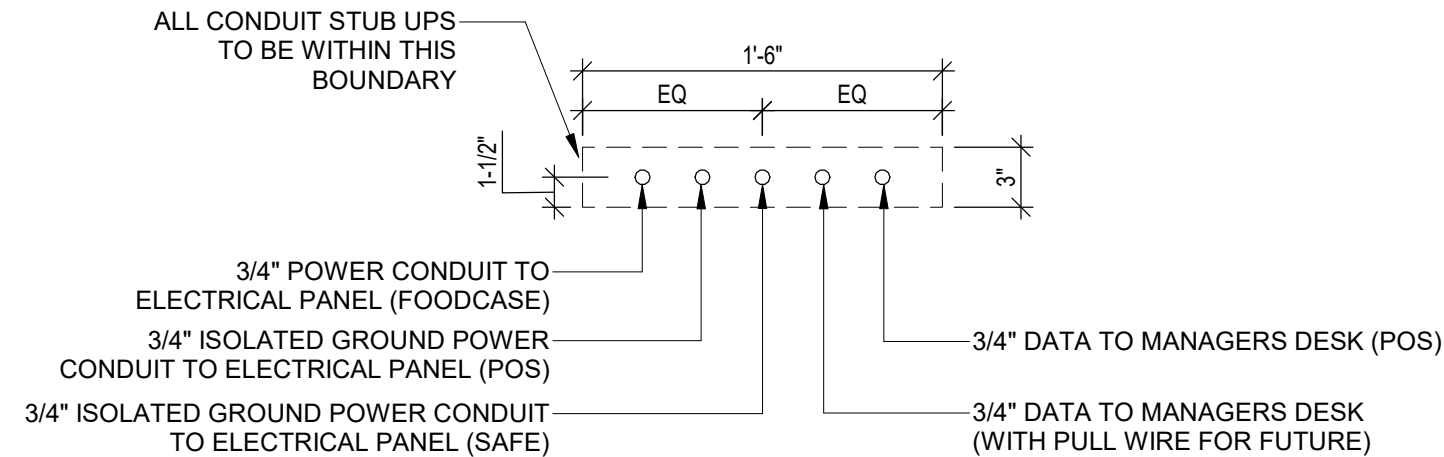 ALL CONDUIT STUB UPS
TO BE WITHIN THIS
BOUNDARY
1'-6"
EQ
EQ
1-1/2"
3"
3/4" POWER CONDUIT TO
ELECTRICAL PANEL (FOODCASE)
3/4" ISOLATED GROUND POWER
CONDUIT TO ELECTRICAL PANEL (POS)
3/4" ISOLATED GROUND POWER CONDUIT
TO ELECTRICAL PANEL (SAFE)
3/4" DATA TO MANAGERS DESK (POS)
3/4" DATA TO MANAGERS DESK
(WITH PULL WIRE FOR FUTURE)